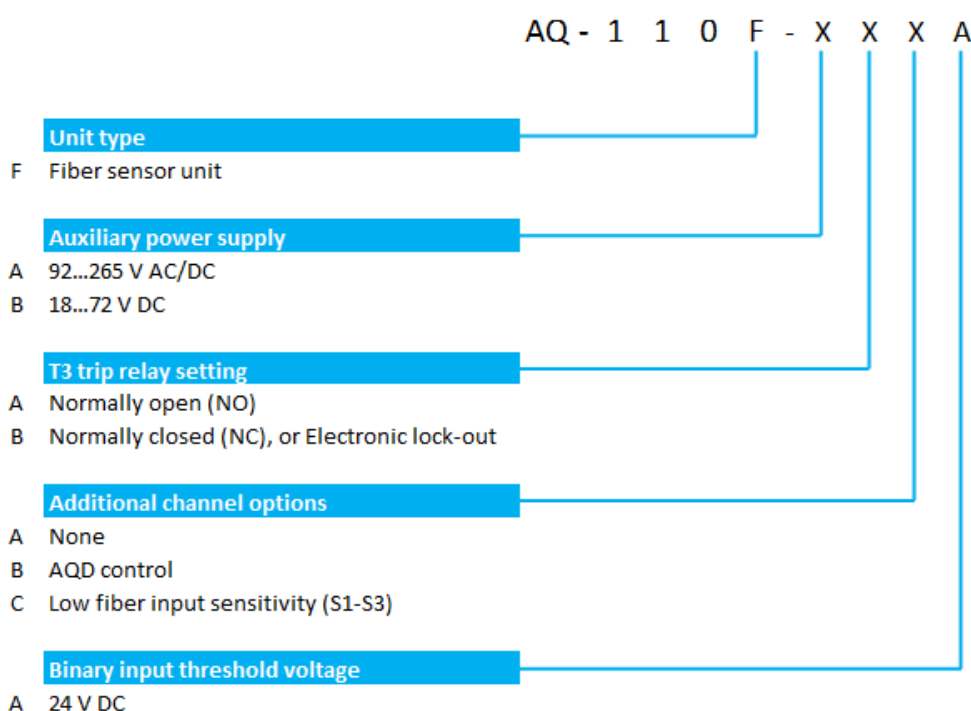 AQ - 1 1 0 F - X X X A
Unit type
F Fiber sensor unit
Auxiliary power supply
A 92...265 V AC/DC
B 18...72 V DC
T3 trip relay setting
A Normally open (NO)
B Normally closed (NC), or Electronic lock-out
Additional channel options
A None
B AQD control
C Low fiber input sensitivity (S1-S3)
Binary input threshold voltage
A 24 V DC